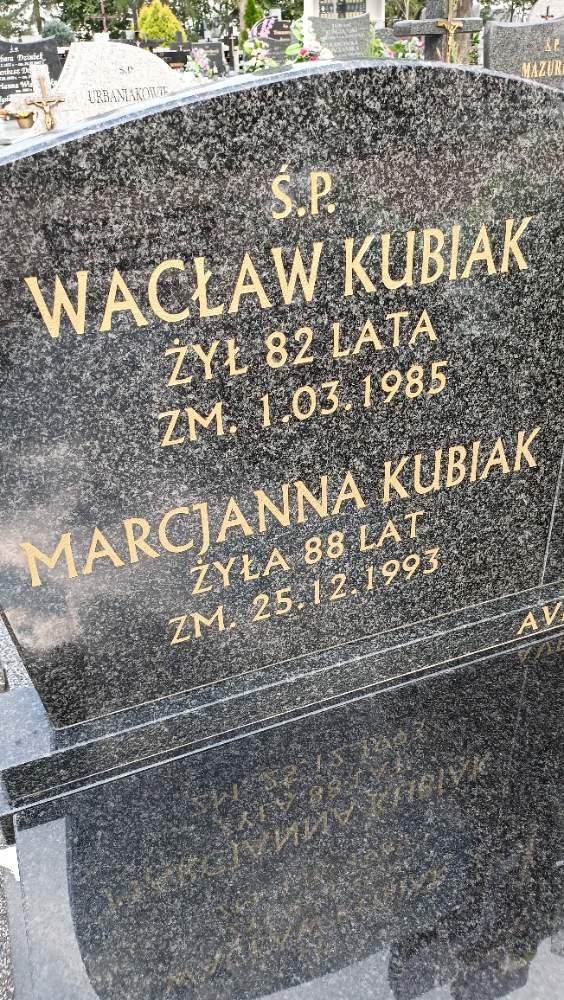 Ś.P.
URBANIAKOWIE
Ś.P.
WACŁAW KUBIAK
ŻYŁ 82 LATA
ZM. 1.03.1985
MARCJANNA KUBIAK
ŻYŁA 88 LAT
ZM. 25.12.1993